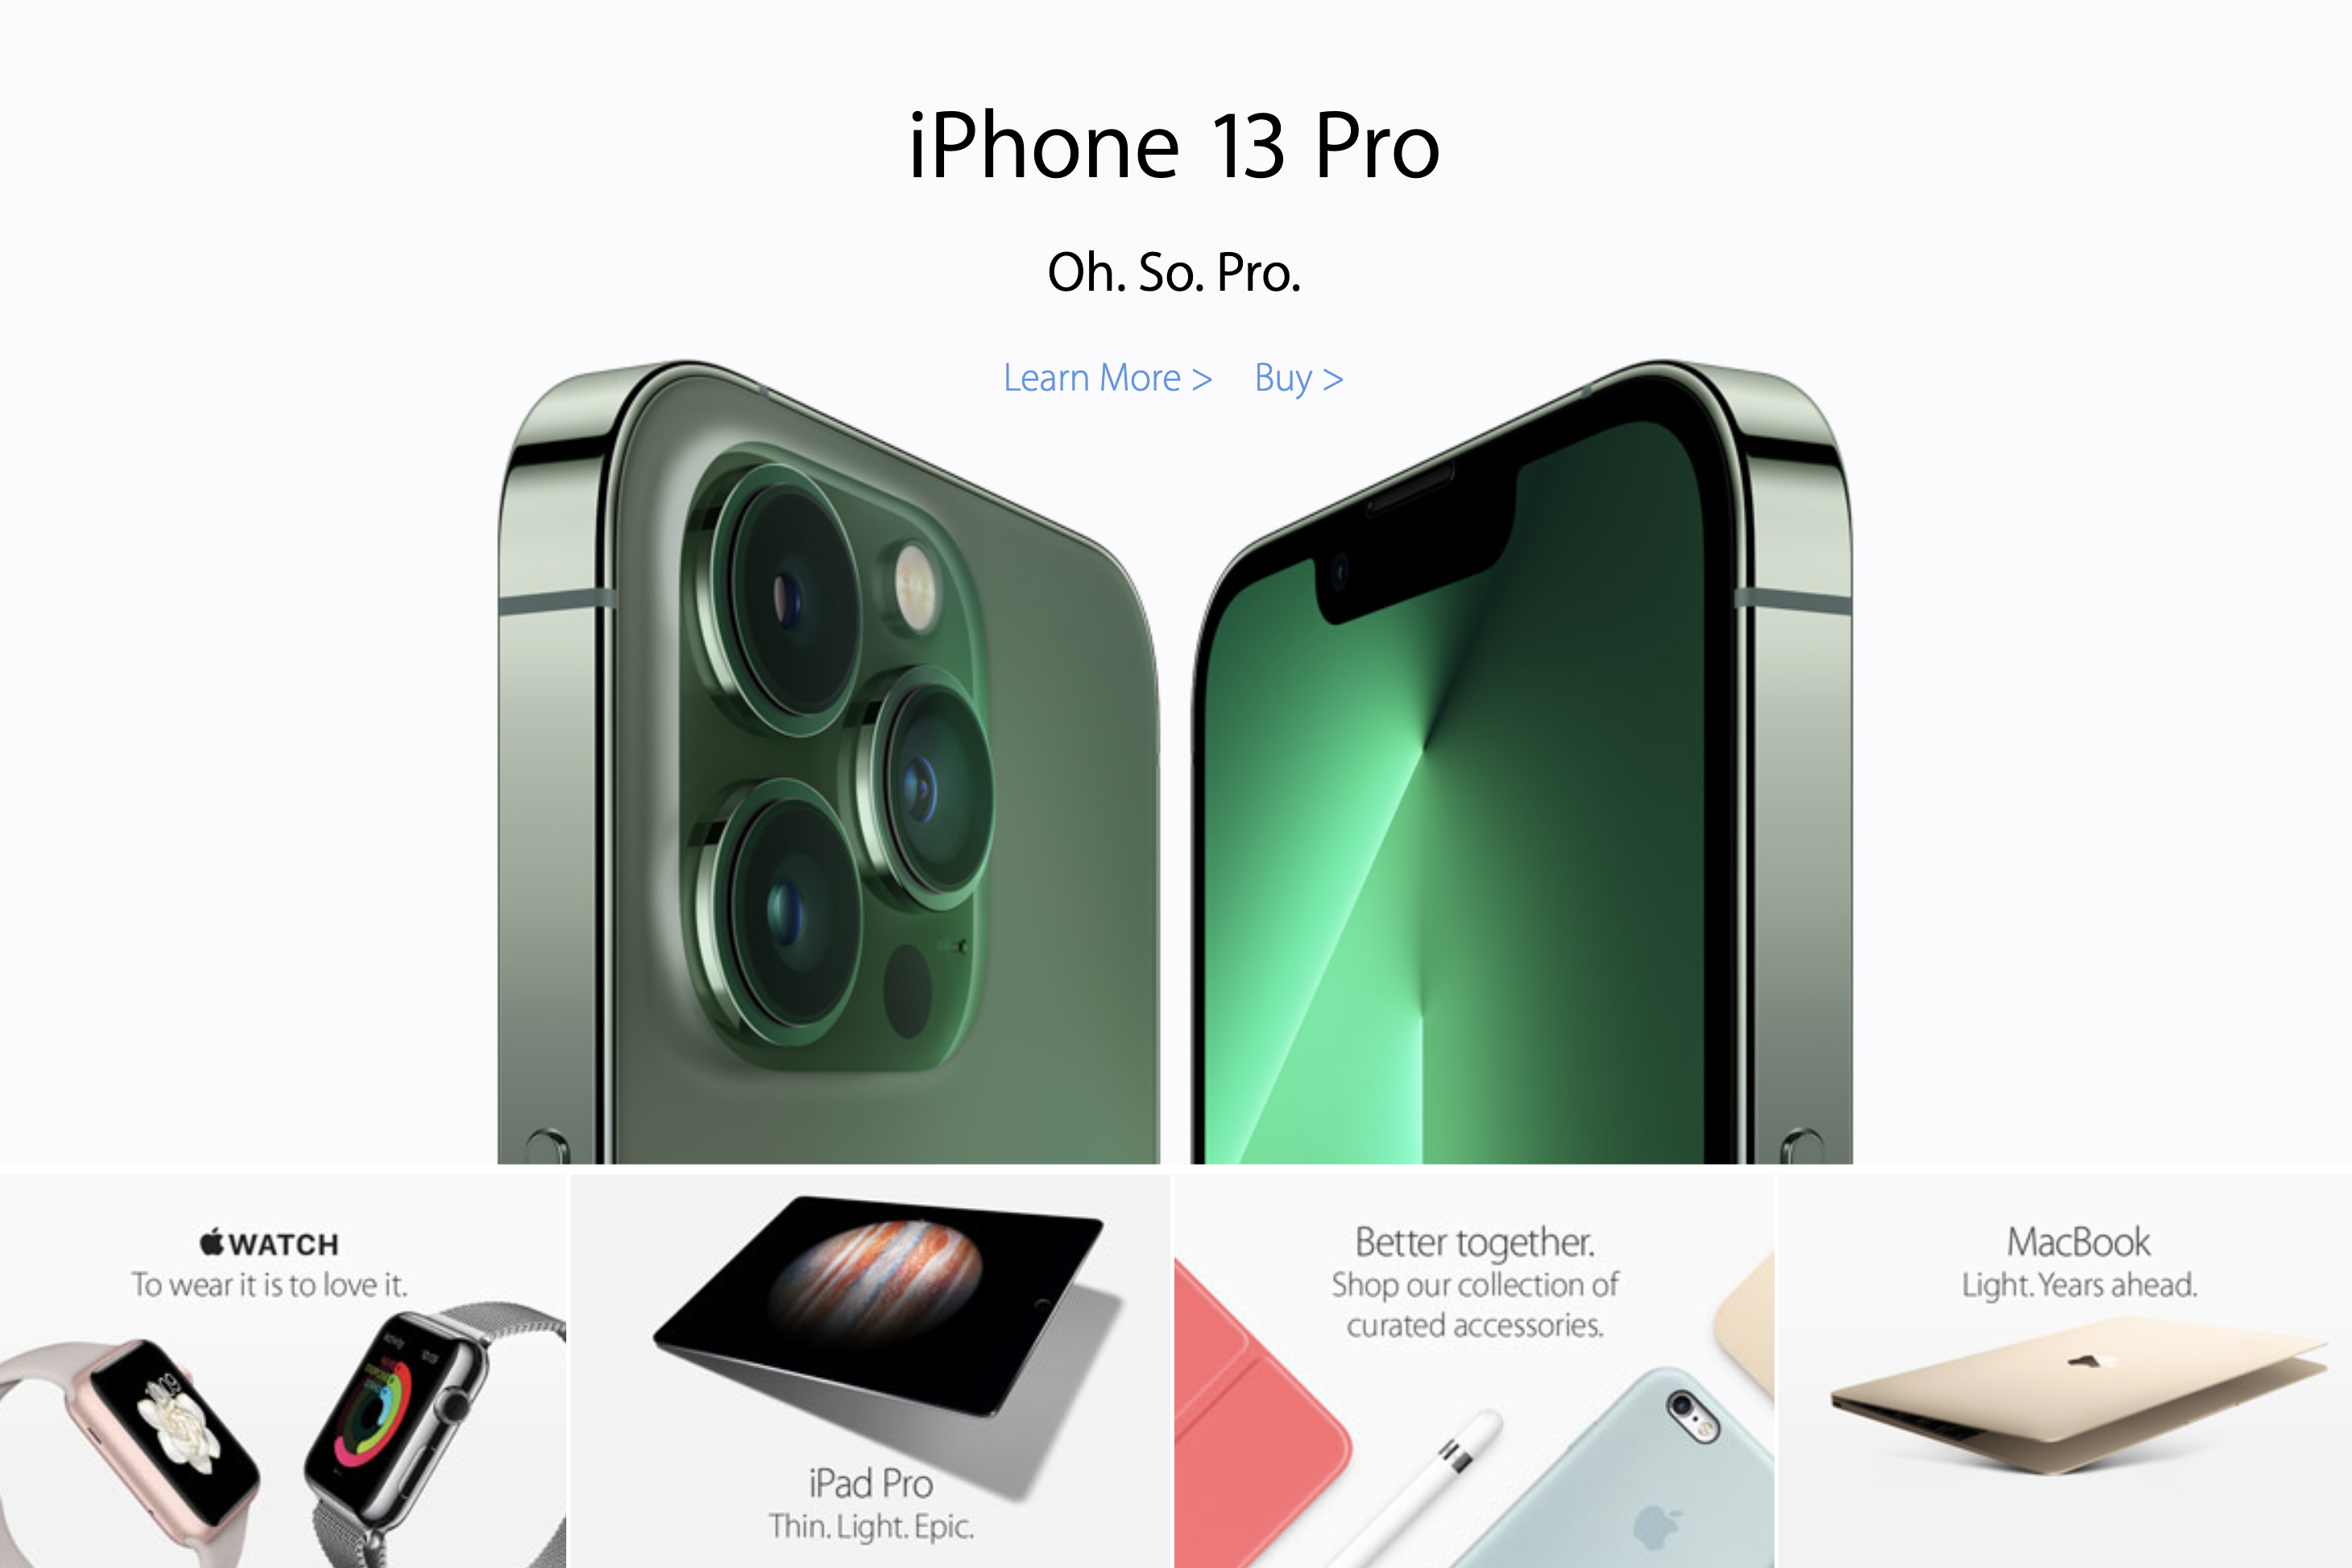 iPhone 13 Pro
Oh. So. Pro.
Learn More > Buy >
WATCH
To wear it is to love it.
iPad Pro
Thin. Light. Epic.
Better together.
Shop our collection of
curated accessories.
MacBook
Light. Years ahead.